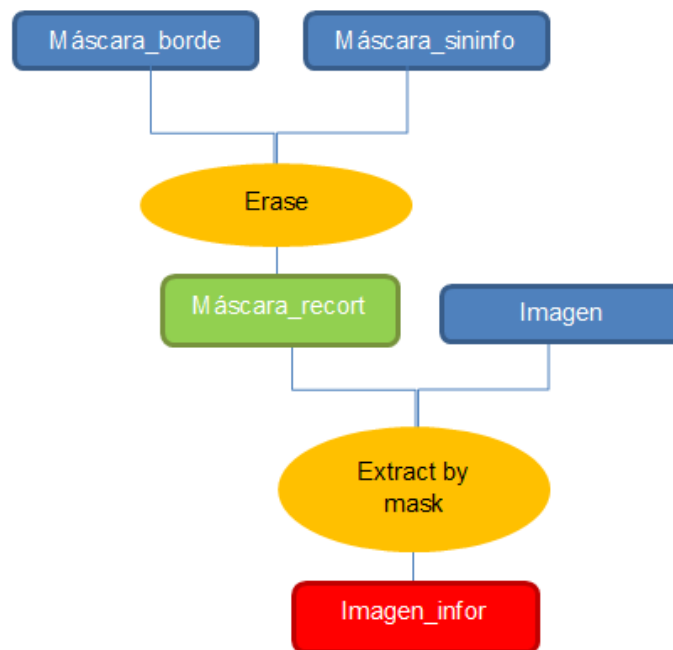 Máscara_borde
Máscara_sininfo
Erase
Máscara_recort
Imagen
Extract by
mask
Imagen_infor